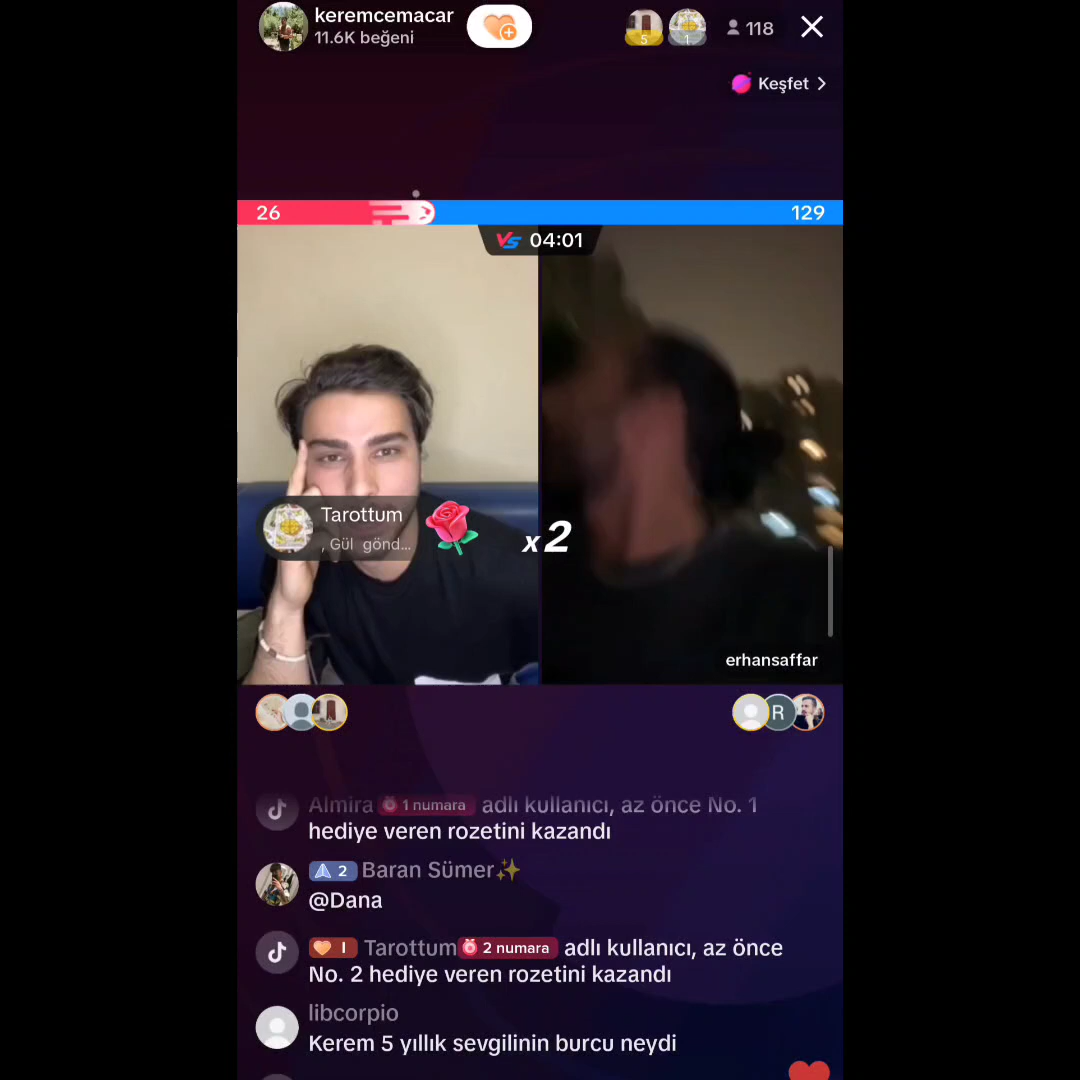 keremcemacar
11.6K beğeni
5
1
118
Keşfet
26
129
VS 04:01
Tarottum
, Gül gönd...
x2
erhansaffar
R
Almira 1 numara adlı kullanıcı, az önce No. 1
hediye veren rozetini kazandı
2 Baran Sümer✨
@Dana
I Tarottum 2 numara adlı kullanıcı, az önce
No. 2 hediye veren rozetini kazandı
libcorpio
Kerem 5 yıllık sevgilinin burcu neydi